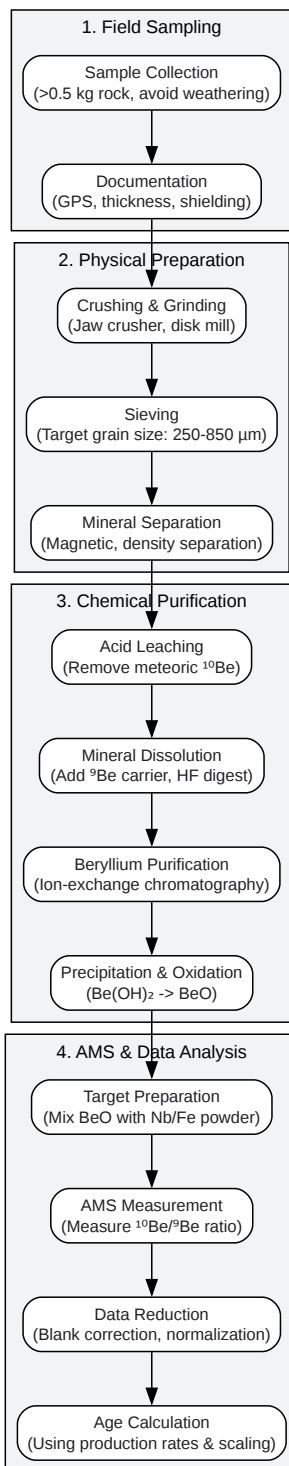 1. Field Sampling
Sample Collection
(>0.5 kg rock, avoid weathering)
Documentation
(GPS, thickness, shielding)
2. Physical Preparation
Crushing & Grinding
(Jaw crusher, disk mill)
Sieving
(Target grain size: 250-850 µm)
Mineral Separation
(Magnetic, density separation)
3. Chemical Purification
Acid Leaching
(Remove meteoric ¹⁰Be)
Mineral Dissolution
(Add ⁹Be carrier, HF digest)
Beryllium Purification
(Ion-exchange chromatography)
Precipitation & Oxidation
(Be(OH)₂ -> BeO)
4. AMS & Data Analysis
Target Preparation
(Mix BeO with Nb/Fe powder)
AMS Measurement
(Measure ¹⁰Be/⁹Be ratio)
Data Reduction
(Blank correction, normalization)
Age Calculation
(Using production rates & scaling)